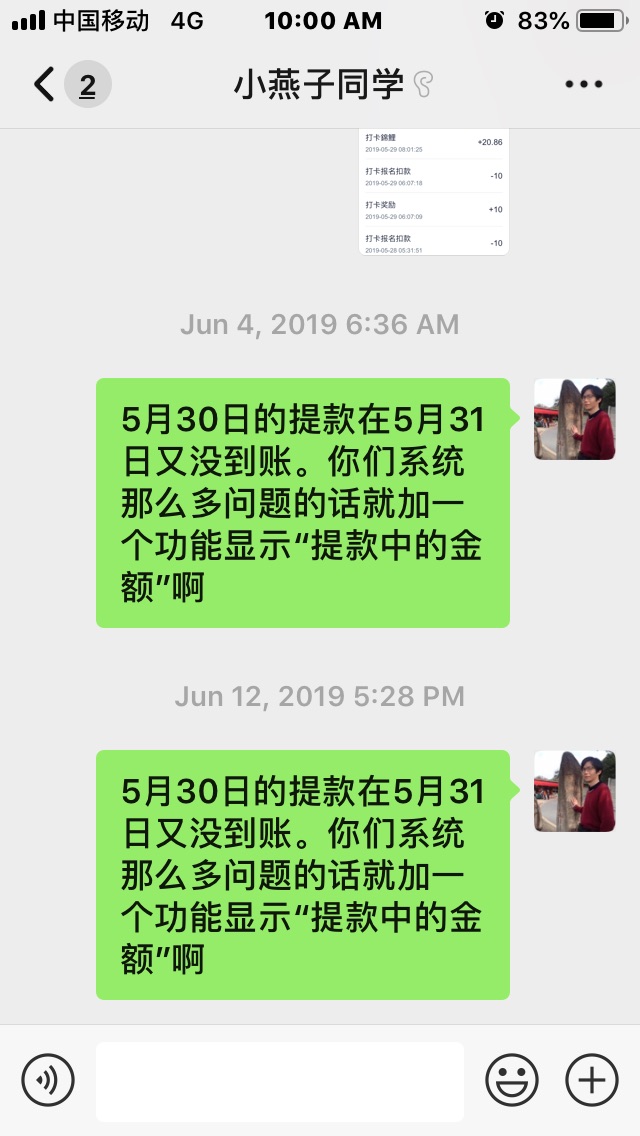 中国移动 4G 10:00 AM 83%
2 小燕子同学
打卡锦鲤 +20.86
2019-05-29 08:01:25
打卡报名扣款 -10
2019-05-29 06:07:18
打卡奖励 +10
2019-05-29 06:07:09
打卡报名扣款 -10
2019-05-28 05:31:51
Jun 4, 2019 6:36 AM
5月30日的提款在5月31
日又没到账。你们系统
那么多问题的话就加一
个功能显示“提款中的金
额”啊
Jun 12, 2019 5:28 PM
5月30日的提款在5月31
日又没到账。你们系统
那么多问题的话就加一
个功能显示“提款中的金
额”啊